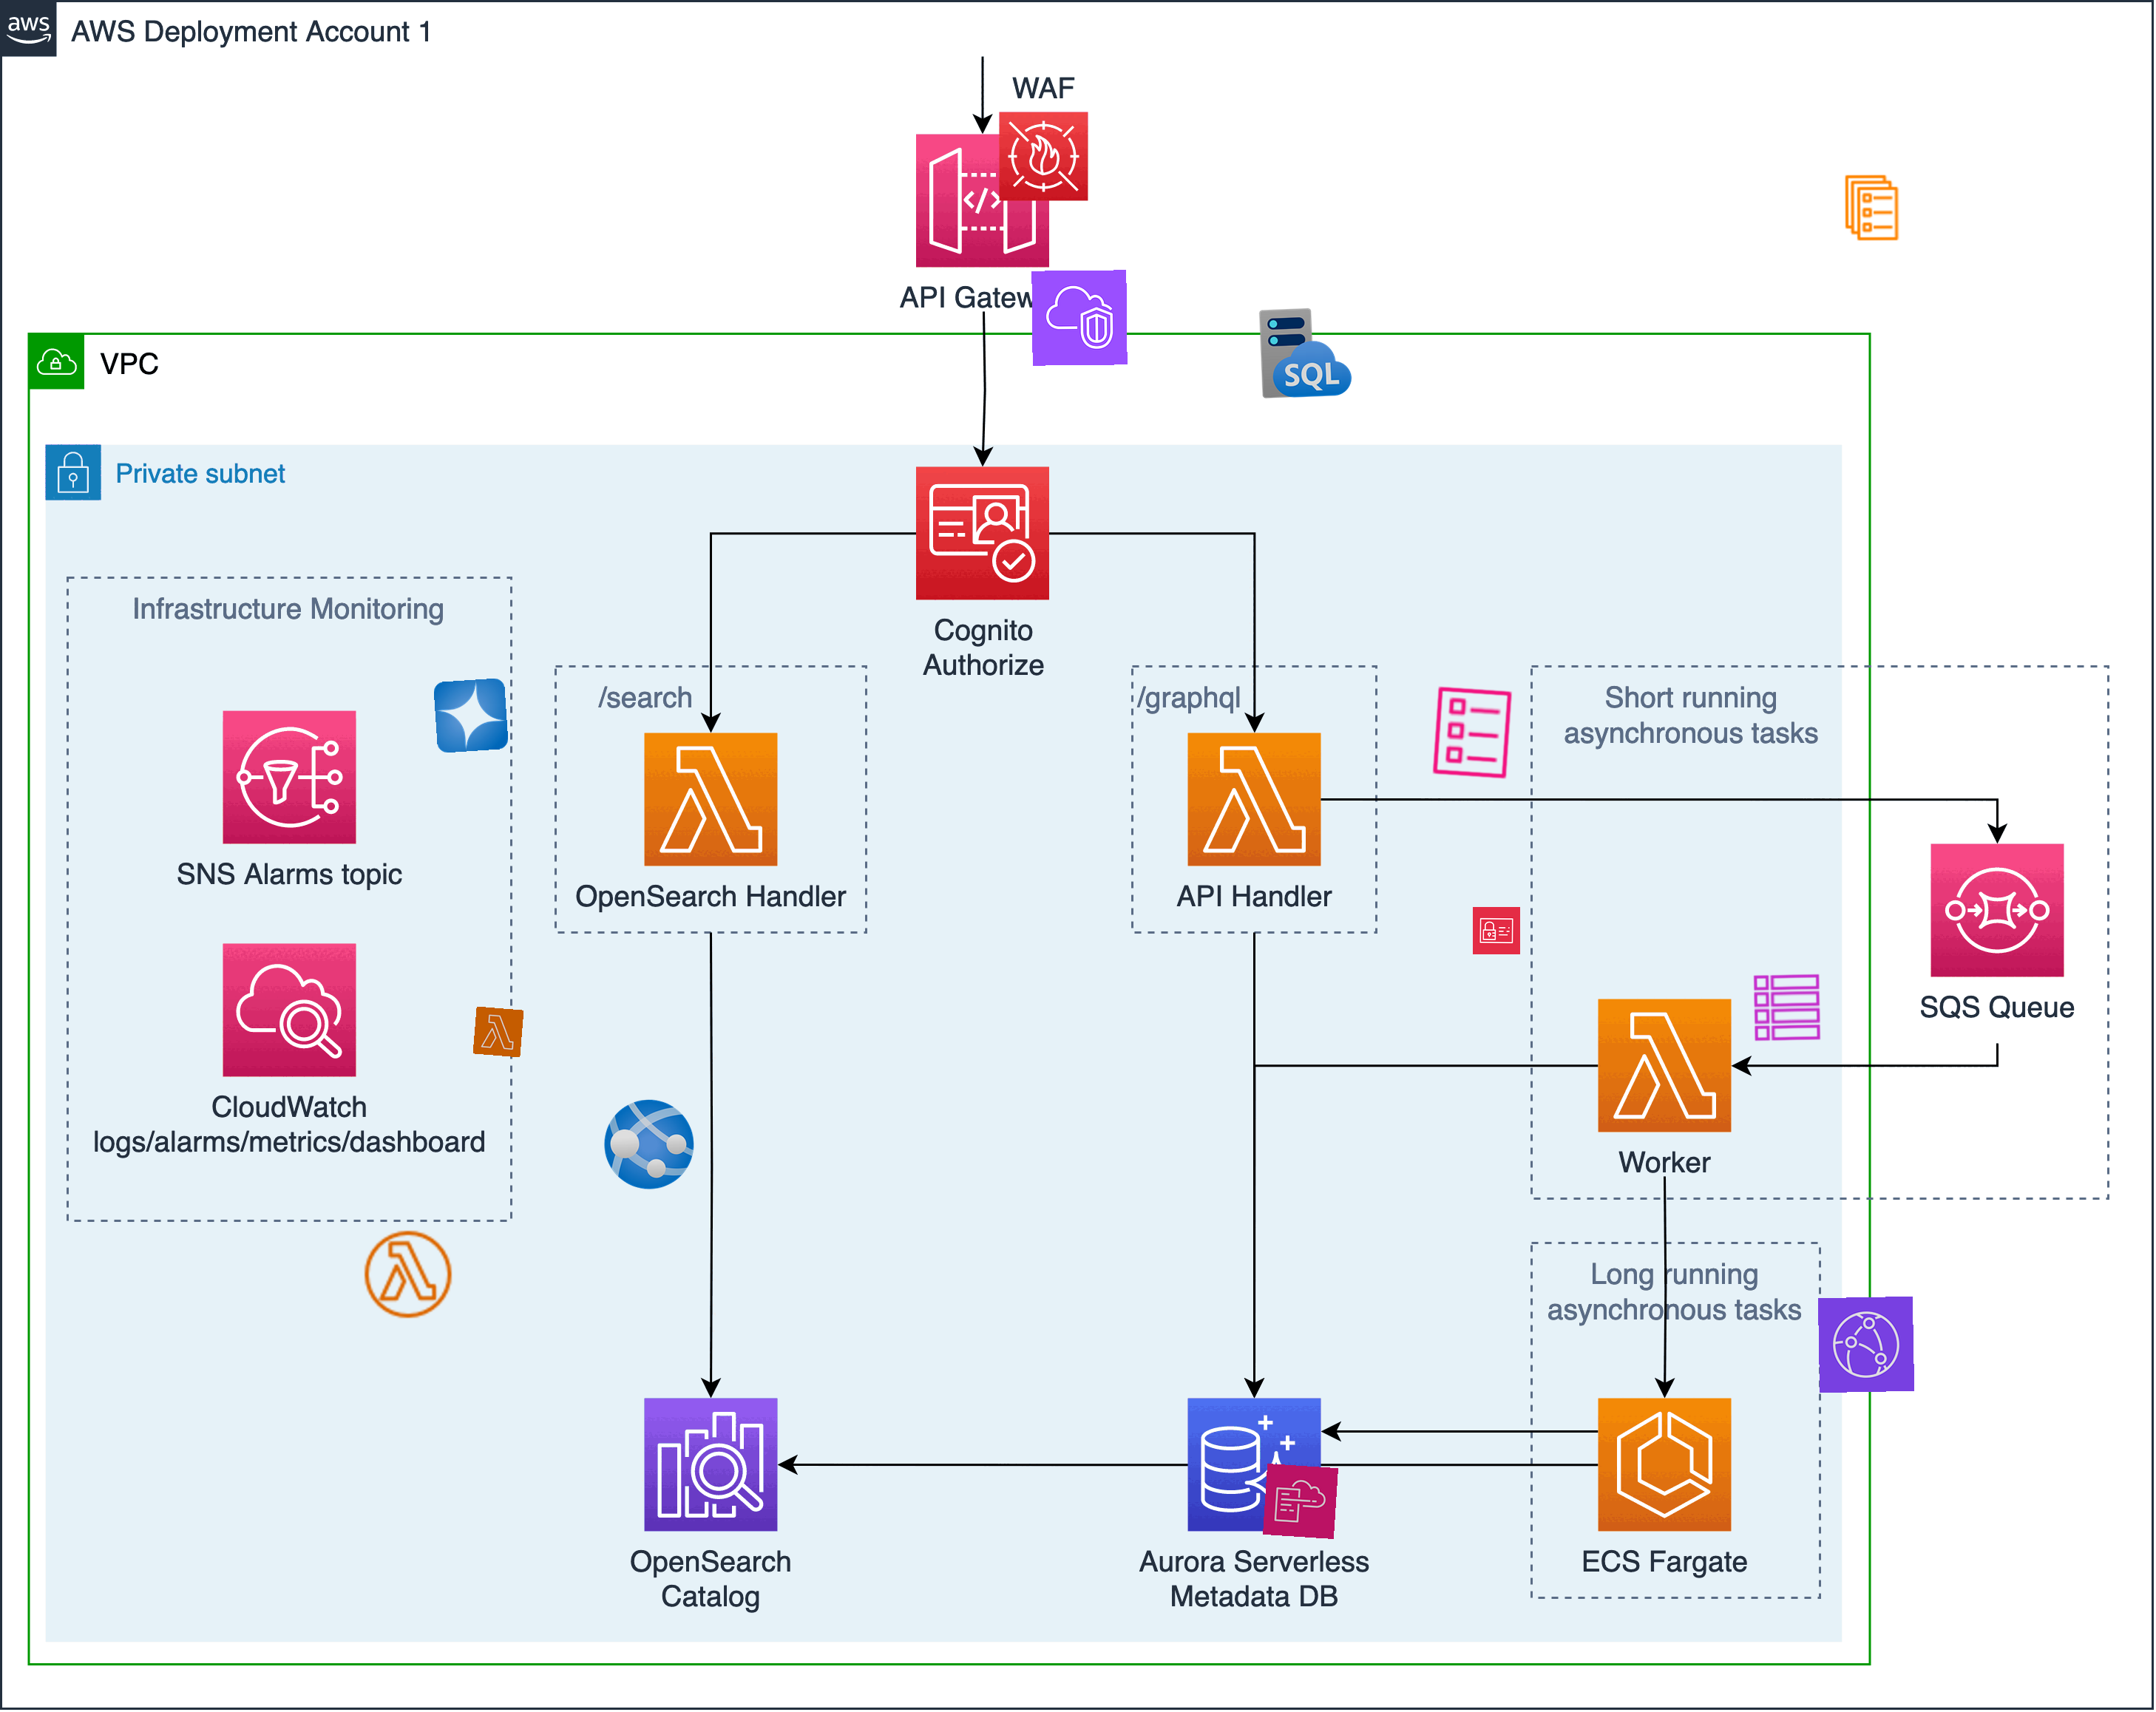 aws
AWS Deployment Account 1
WAF
API Gatew
VPC
SQL
Private subnet
Cognito
Authorize
Infrastructure Monitoring
/search
/graphql
Short running
asynchronous tasks
SNS Alarms topic
OpenSearch Handler
API Handler
SQS Queue
CloudWatch
logs/alarms/metrics/dashboard
Worker
Long running
asynchronous tasks
OpenSearch
Catalog
Aurora Serverless
Metadata DB
ECS Fargate